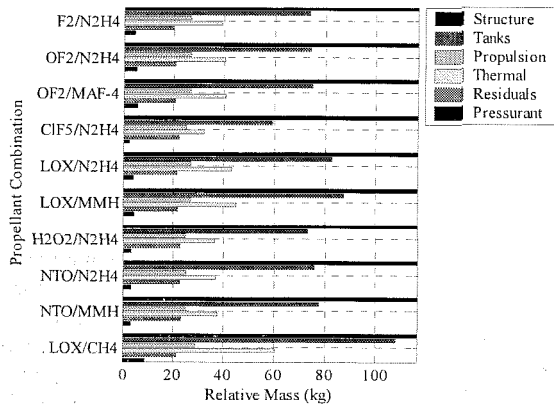 F2/N2H4
OF2/N2H4
OF2/MAF-4
ClF5/N2H4
LOX/N2H4
LOX/MMH
H2O2/N2H4
NTO/N2H4
NTO/MMH
LOX/CH4
Propellant Combination
0 20 40 60 80 100
Relative Mass (kg)
Structure
Tanks
Propulsion
Thermal
Residuals
Pressurant